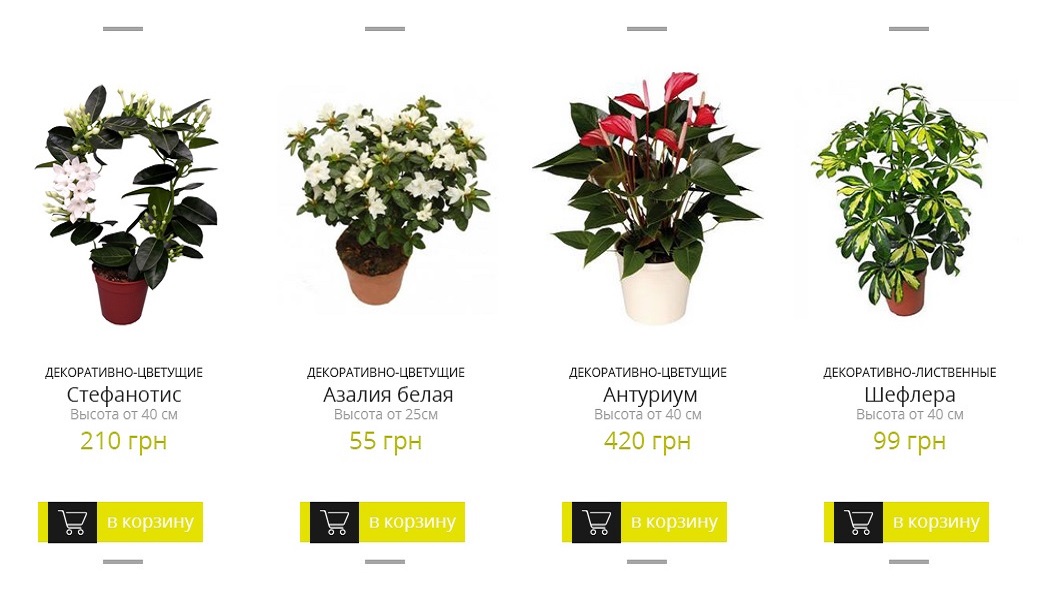 ДЕКОРАТИВНО-ЦВЕТУЩИЕ
Стефанотис
Высота от 40 см
210 грн
в корзину
ДЕКОРАТИВНО-ЦВЕТУЩИЕ
Азалия белая
Высота от 25см
55 грн
в корзину
ДЕКОРАТИВНО-ЦВЕТУЩИЕ
Антуриум
Высота от 40 см
420 грн
в корзину
ДЕКОРАТИВНО-ЛИСТВЕННЫЕ
Шефлера
Высота от 40 см
99 грн
в корзину